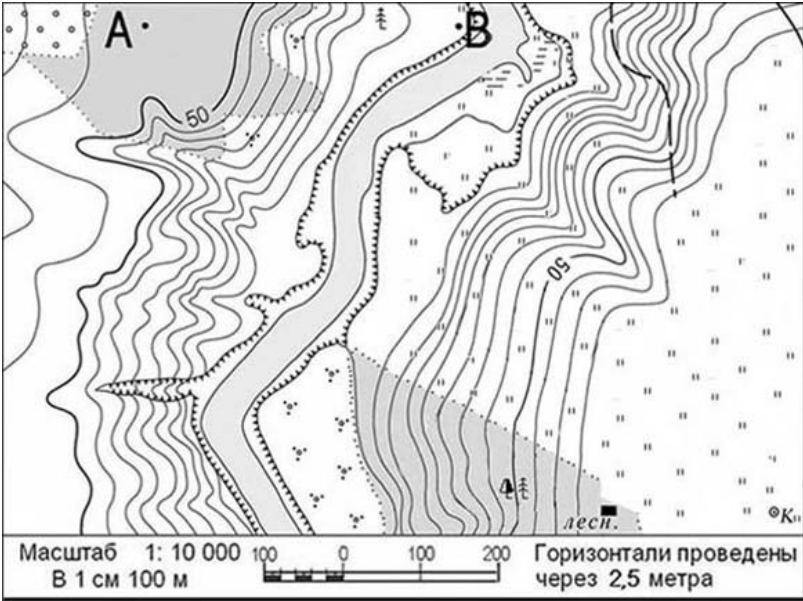 A
B
50
50
лесн.
К
Масштаб 1: 10 000
В 1 см 100 м
100 0 100 200
Горизонтали проведены
через 2,5 метра